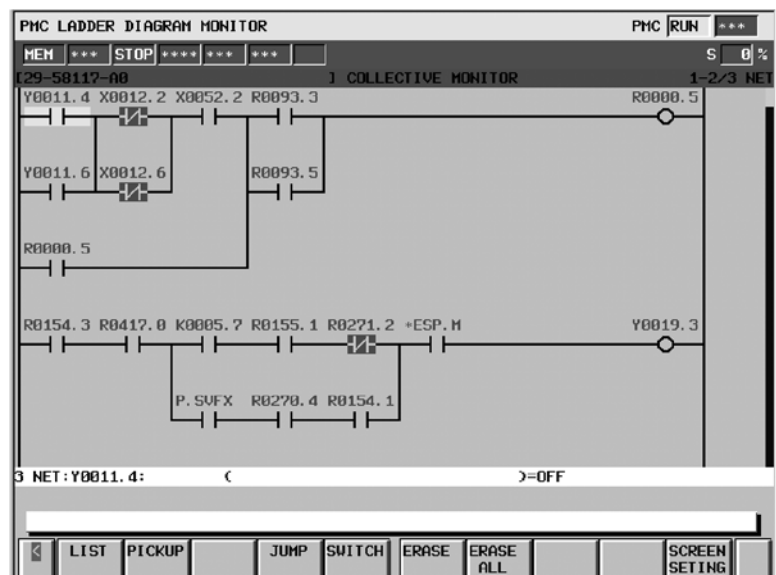 PMC LADDER DIAGRAM MONITOR PMC RUN ***
MEM *** STOP **** *** *** S 0 %
[29-58117-A0 ] COLLECTIVE MONITOR 1-2/3 NET
Y0011.4 X0012.2 X0052.2 R0093.3 R0000.5
Y0011.6 X0012.6 R0093.5
R0000.5
R0154.3 R0417.0 K0005.7 R0155.1 R0271.2 *ESP.M Y0019.3
P.SVFX R0270.4 R0154.1
3 NET:Y0011.4: ( )=OFF
< LIST PICKUP JUMP SWITCH ERASE ERASE ALL SCREEN SETING